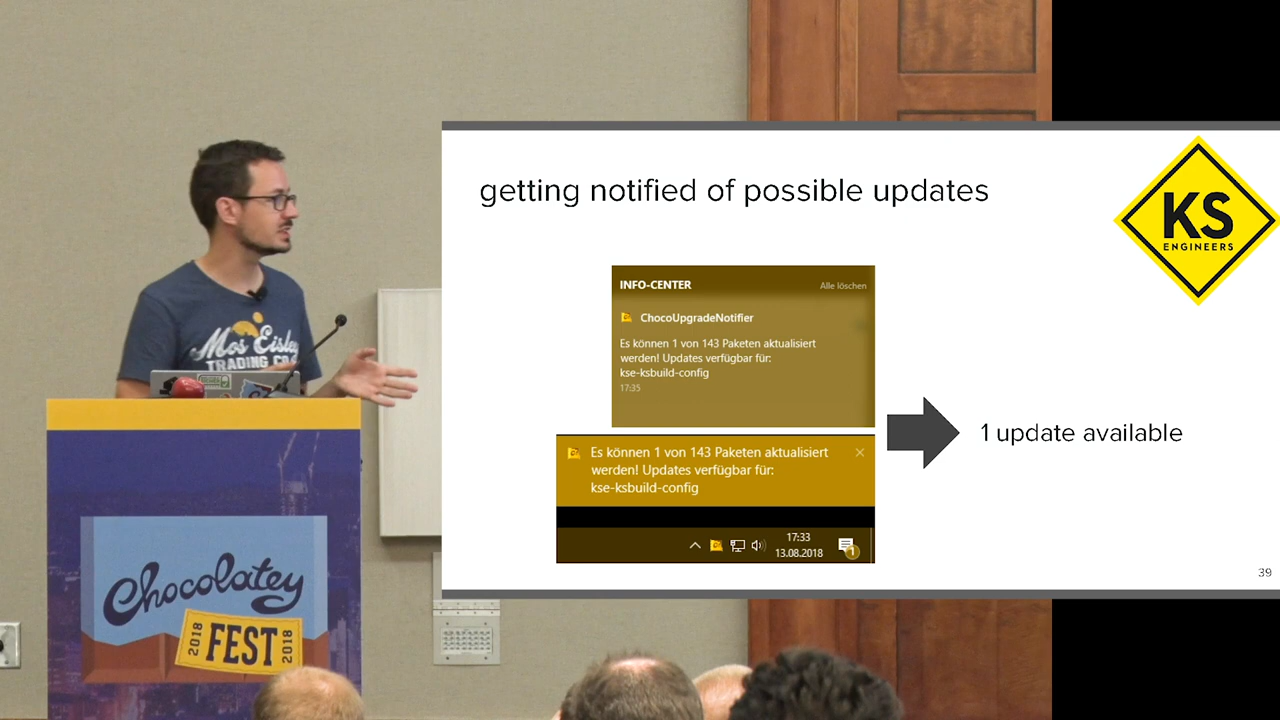 getting notified of possible updates
KS
ENGINEERS
INFO-CENTER
Alle löschen
ChocoUpgradeNotifier
Es können 1 von 143 Paketen aktualisiert
werden! Updates verfügbar für:
kse-ksbuild-config
17:35
Es können 1 von 143 Paketen aktualisiert
werden! Updates verfügbar für:
kse-ksbuild-config
17:33
13.08.2018
1
1 update available
39
Mos Eisley
TRADING CO
Chocolatey
2018
FEST
2018